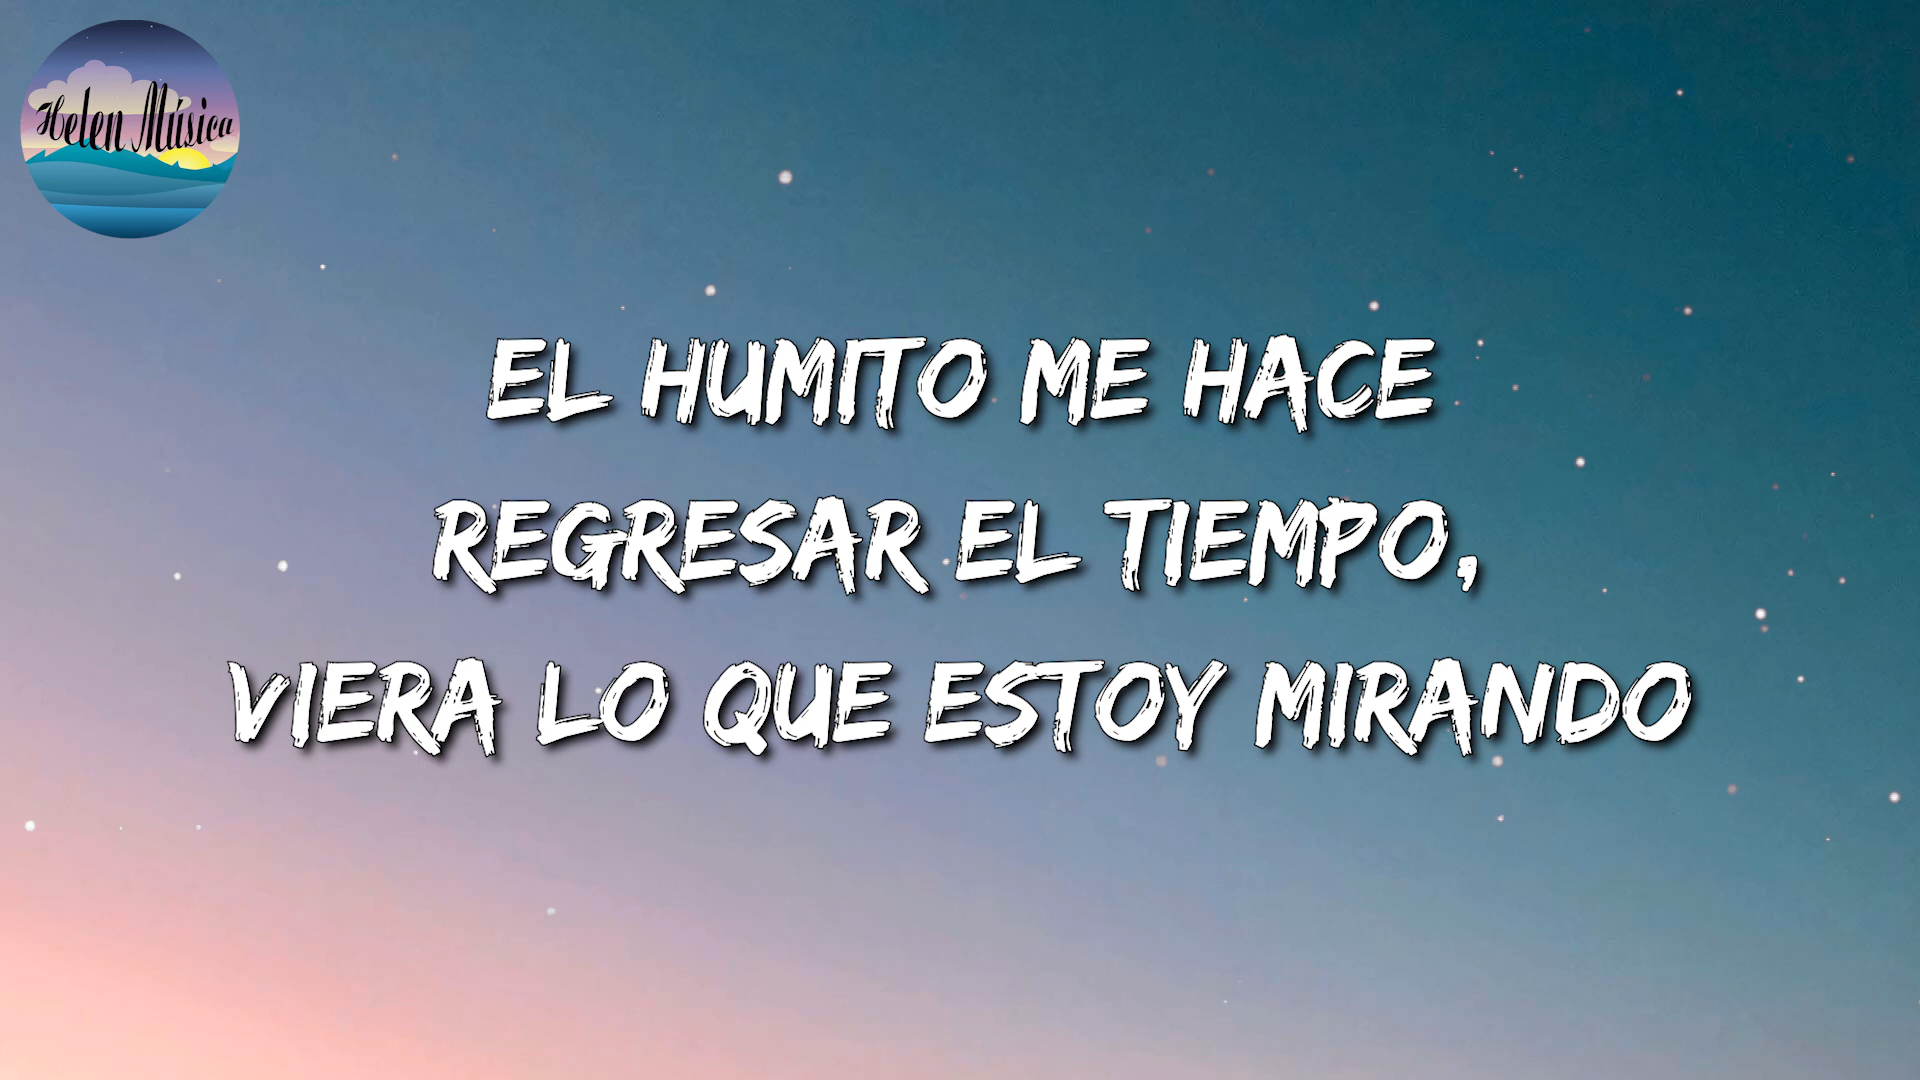 Helen Música
EL HUMITO ME HACE
REGRESAR EL TIEMPO,
VIERA LO QUE ESTOY MIRANDO